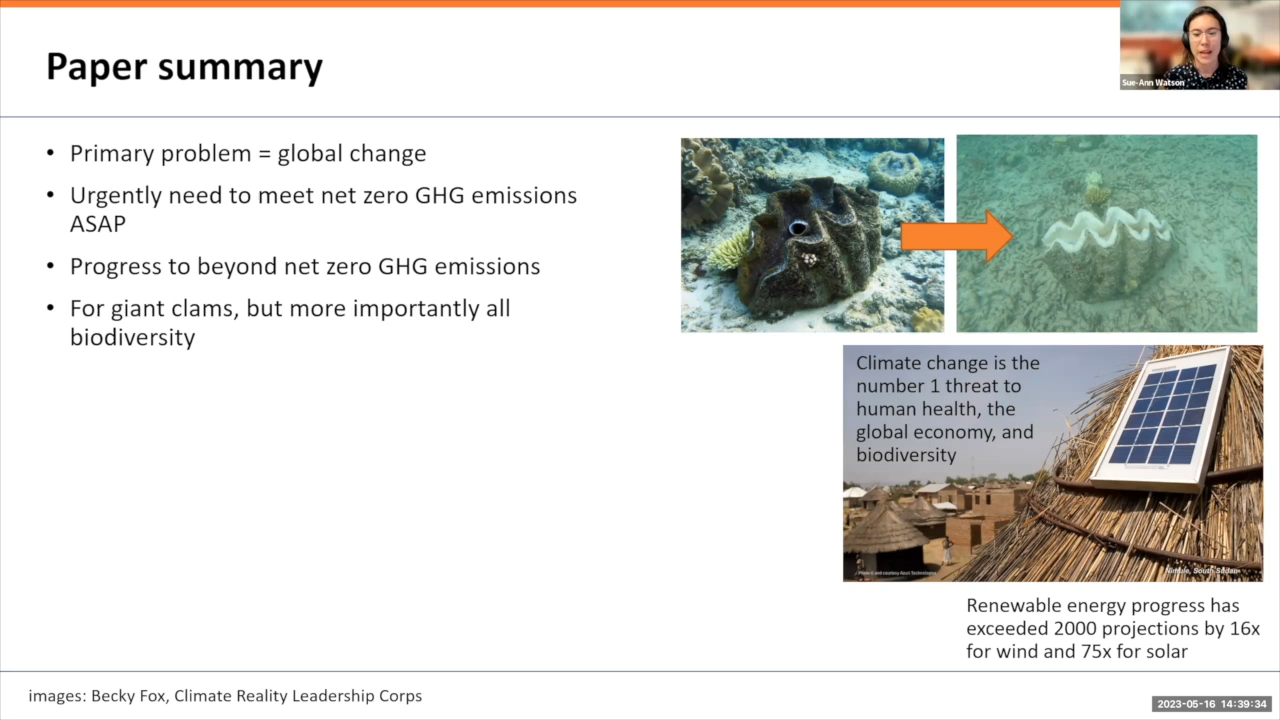 Paper summary
Sue-Ann Watson
• Primary problem = global change
• Urgently need to meet net zero GHG emissions
ASAP
• Progress to beyond net zero GHG emissions
• For giant clams, but more importantly all
biodiversity
Climate change is the
number 1 threat to
human health, the
global economy, and
biodiversity
Nimule, South Sudan
Renewable energy progress has
exceeded 2000 projections by 16x
for wind and 75x for solar
images: Becky Fox, Climate Reality Leadership Corps
2023-05-16 14:39:34